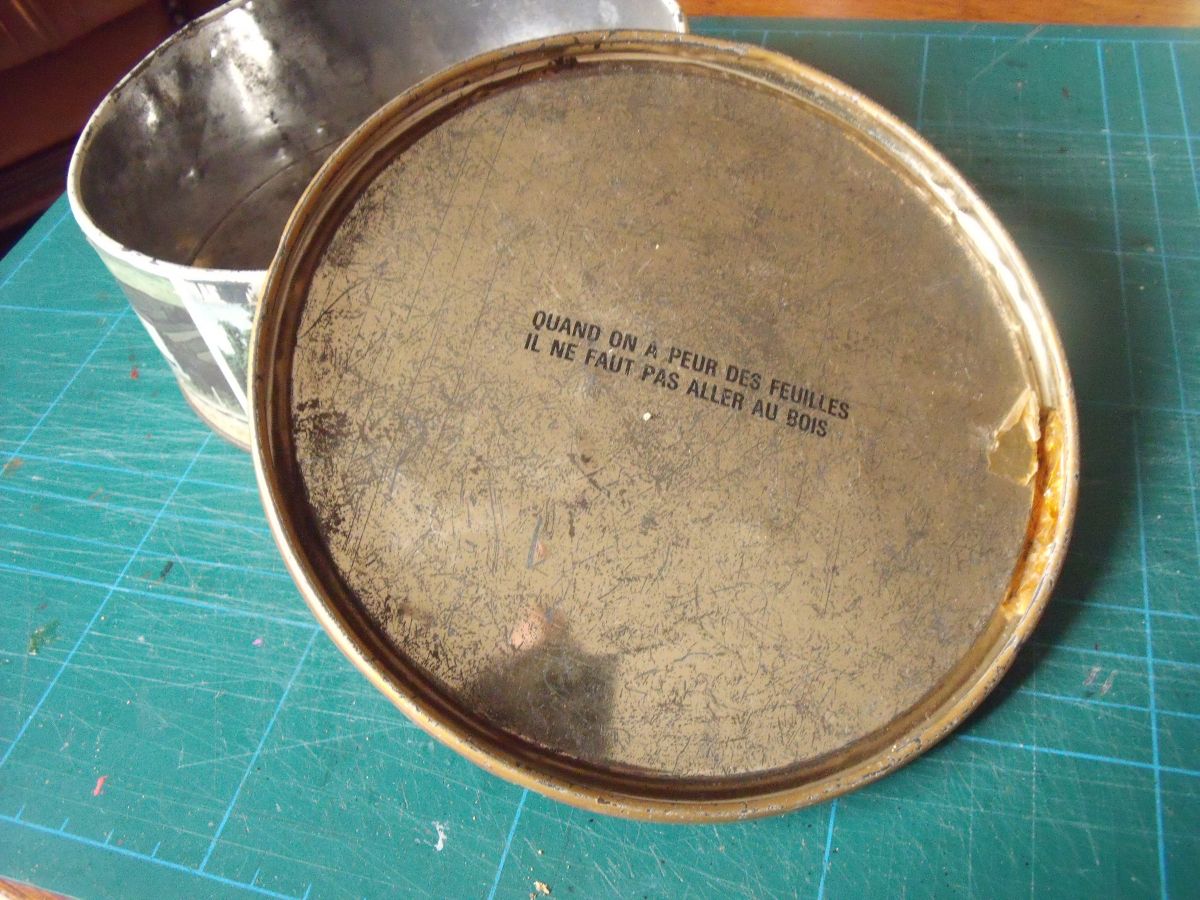 QUAND ON A PEUR DES FEUILLES
IL NE FAUT PAS ALLER AU BOIS